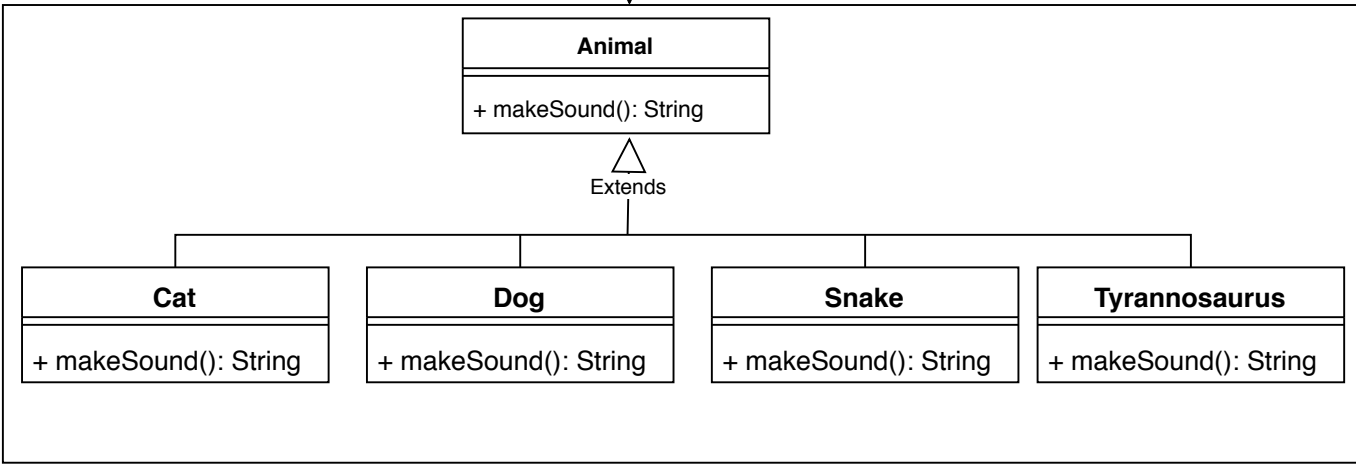 Animal
+ makeSound(): String
Extends
Cat
+ makeSound(): String
Dog
+ makeSound(): String
Snake
+ makeSound(): String
Tyrannosaurus
+ makeSound(): String